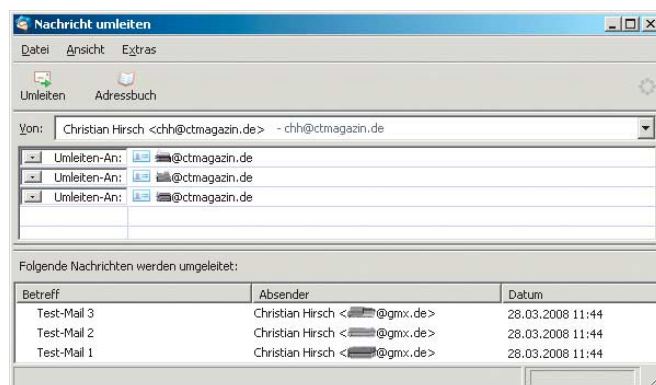 Nachricht umleiten
Datei Ansicht Extras
Umleiten Adressbuch
Von: Christian Hirsch <chh@ctmagazin.de> - chh@ctmagazin.de
Umleiten-An: @ctmagazin.de
Umleiten-An: @ctmagazin.de
Umleiten-An: @ctmagazin.de
Folgende Nachrichten werden umgeleitet:
Betreff Absender Datum
Test-Mail 3 Christian Hirsch < @gmx.de> 28.03.2008 11:44
Test-Mail 2 Christian Hirsch < @gmx.de> 28.03.2008 11:44
Test-Mail 1 Christian Hirsch < @gmx.de> 28.03.2008 11:44